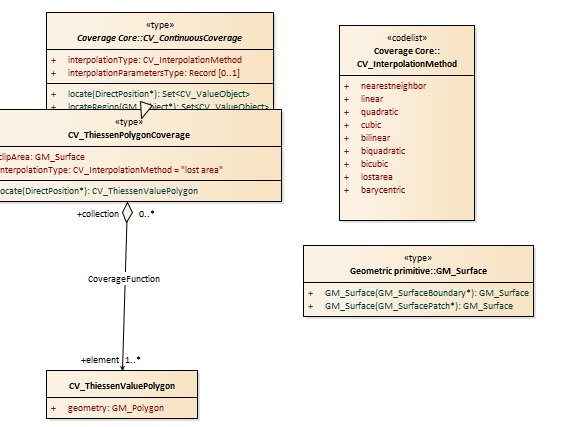 «type»
Coverage Core::CV_ContinuousCoverage
+ interpolationType: CV_InterpolationMethod
+ interpolationParametersType: Record [0..1]
+ locate(DirectPosition*): Set<CV_ValueObject>
+ locateRegion(GM_Object*): Set<CV_ValueObject>
«type»
CV_ThiessenPolygonCoverage
clipArea: GM_Surface
interpolationType: CV_InterpolationMethod = "lost area"
locate(DirectPosition*): CV_ThiessenValuePolygon
+collection 0..*
CoverageFunction
+element 1..*
CV_ThiessenValuePolygon
+ geometry: GM_Polygon
«codelist»
Coverage Core::
CV_InterpolationMethod
+ nearestneighbor
+ linear
+ quadratic
+ cubic
+ bilinear
+ biquadratic
+ bicubic
+ lostarea
+ barycentric
«type»
Geometric primitive::GM_Surface
+ GM_Surface(GM_SurfaceBoundary*): GM_Surface
+ GM_Surface(GM_SurfacePatch*): GM_Surface